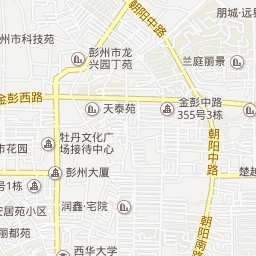 朝阳中路
朋城·远界
州市科技苑
彭州市龙
兴园丁苑
兰庭丽景
金彭西路
天泰苑
金彭中路
355号3栋
牡丹文化广
场接待中心
市花园
朝阳中路
彭州大厦
号1栋
楚越
润鑫·宅院
安居苑小区
丽都苑
朝阳南路
西华大学